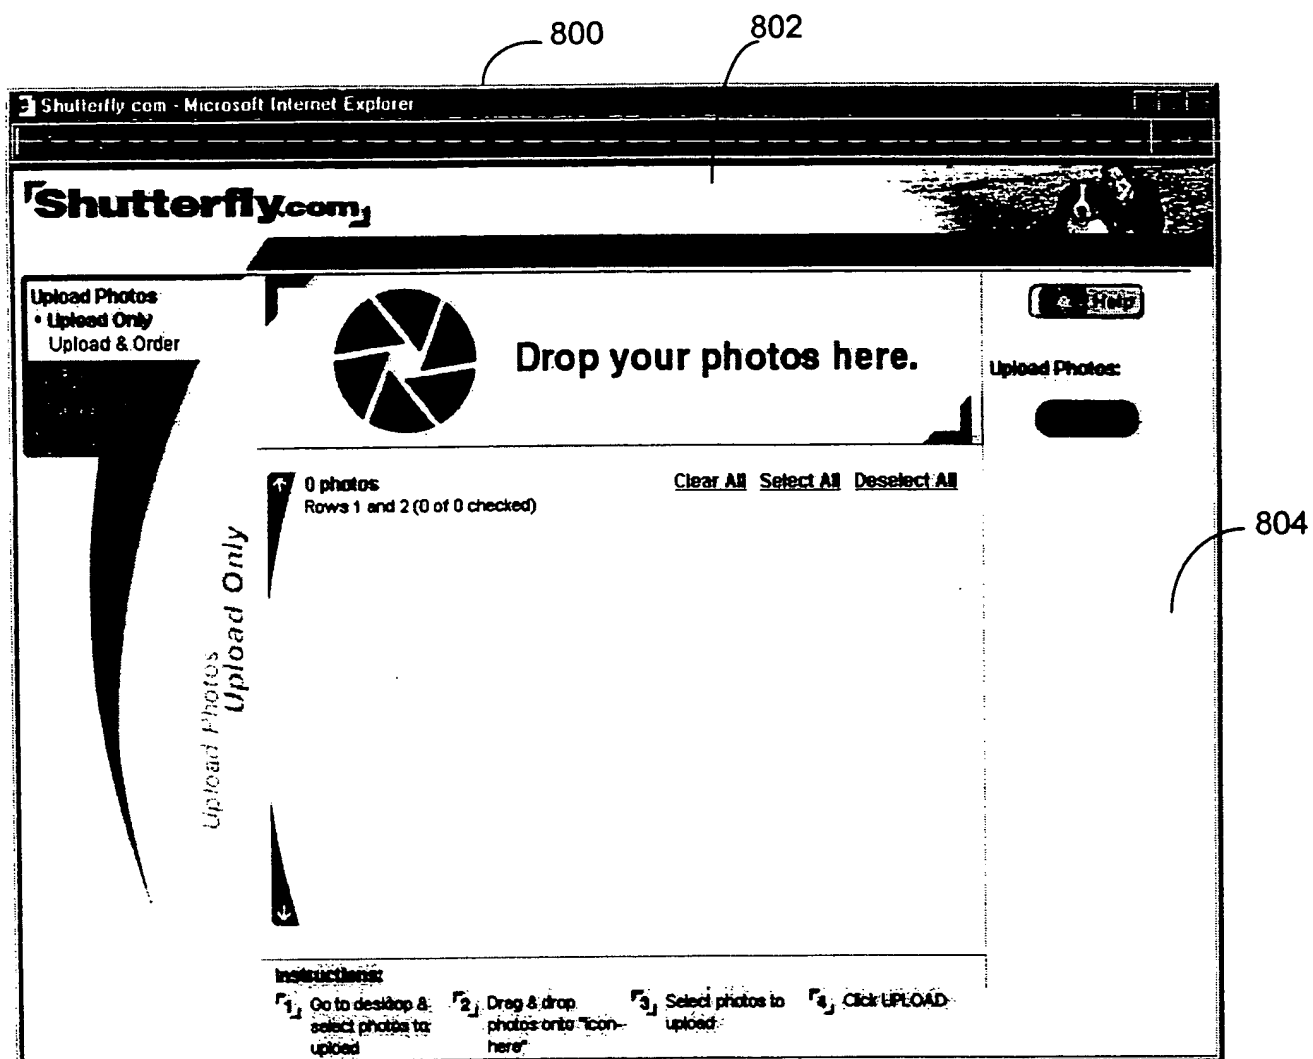 800
802
Shutterfly com - Microsoft Internet Explorer
Shutterfly.com
Upload Photos
• Upload Only
Upload & Order
Drop your photos here.
Help
Upload Photos:
0 photos
Rows 1 and 2 (0 of 0 checked)
Clear All Select All Deselect All
804
Upload Photos
Upload Only
Instructions:
1 Go to desktop &
select photos to
upload
2 Drag & drop
photos onto "icon-
here"
3 Select photos to
upload
4 Click UPLOAD